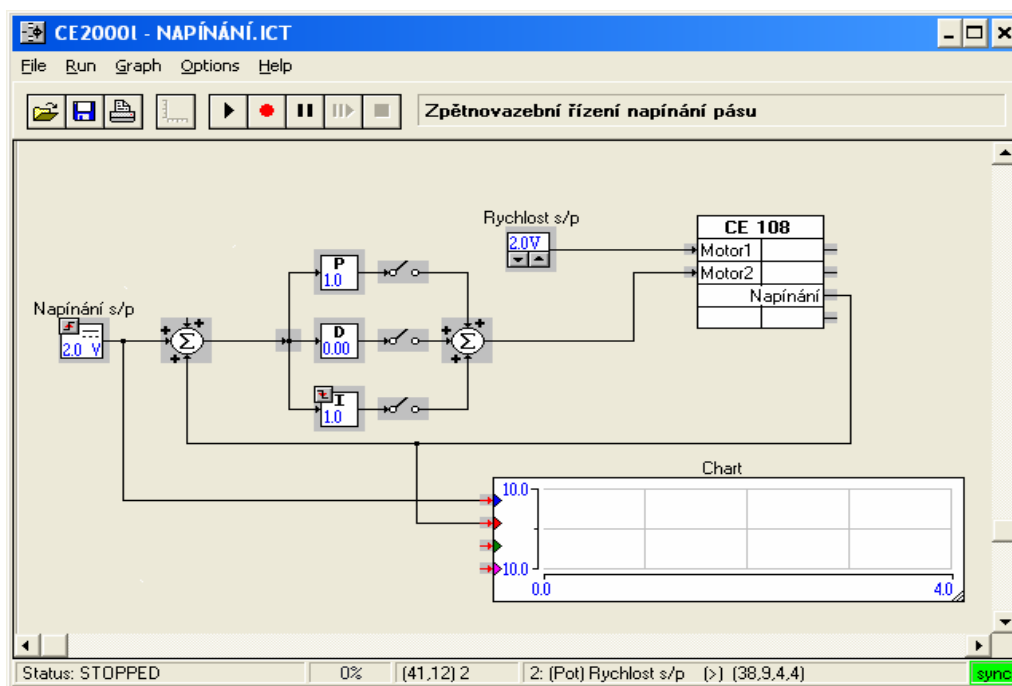 CE2000I - NAPÍNÁNÍ.ICT
File Run Graph Options Help
Zpětnovazební řízení napínání pásu
Rychlost s/p
2.0V
CE 108
Motor1
Motor2
Napínání
P
1.0
Napínání s/p
2.0 V
Σ
D
0.00
Σ
I
1.0
Chart
10.0
10.0
0.0 4.0
Status: STOPPED 0% (41,12) 2 2: (Pot) Rychlost s/p (>) (38,9,4,4) sync